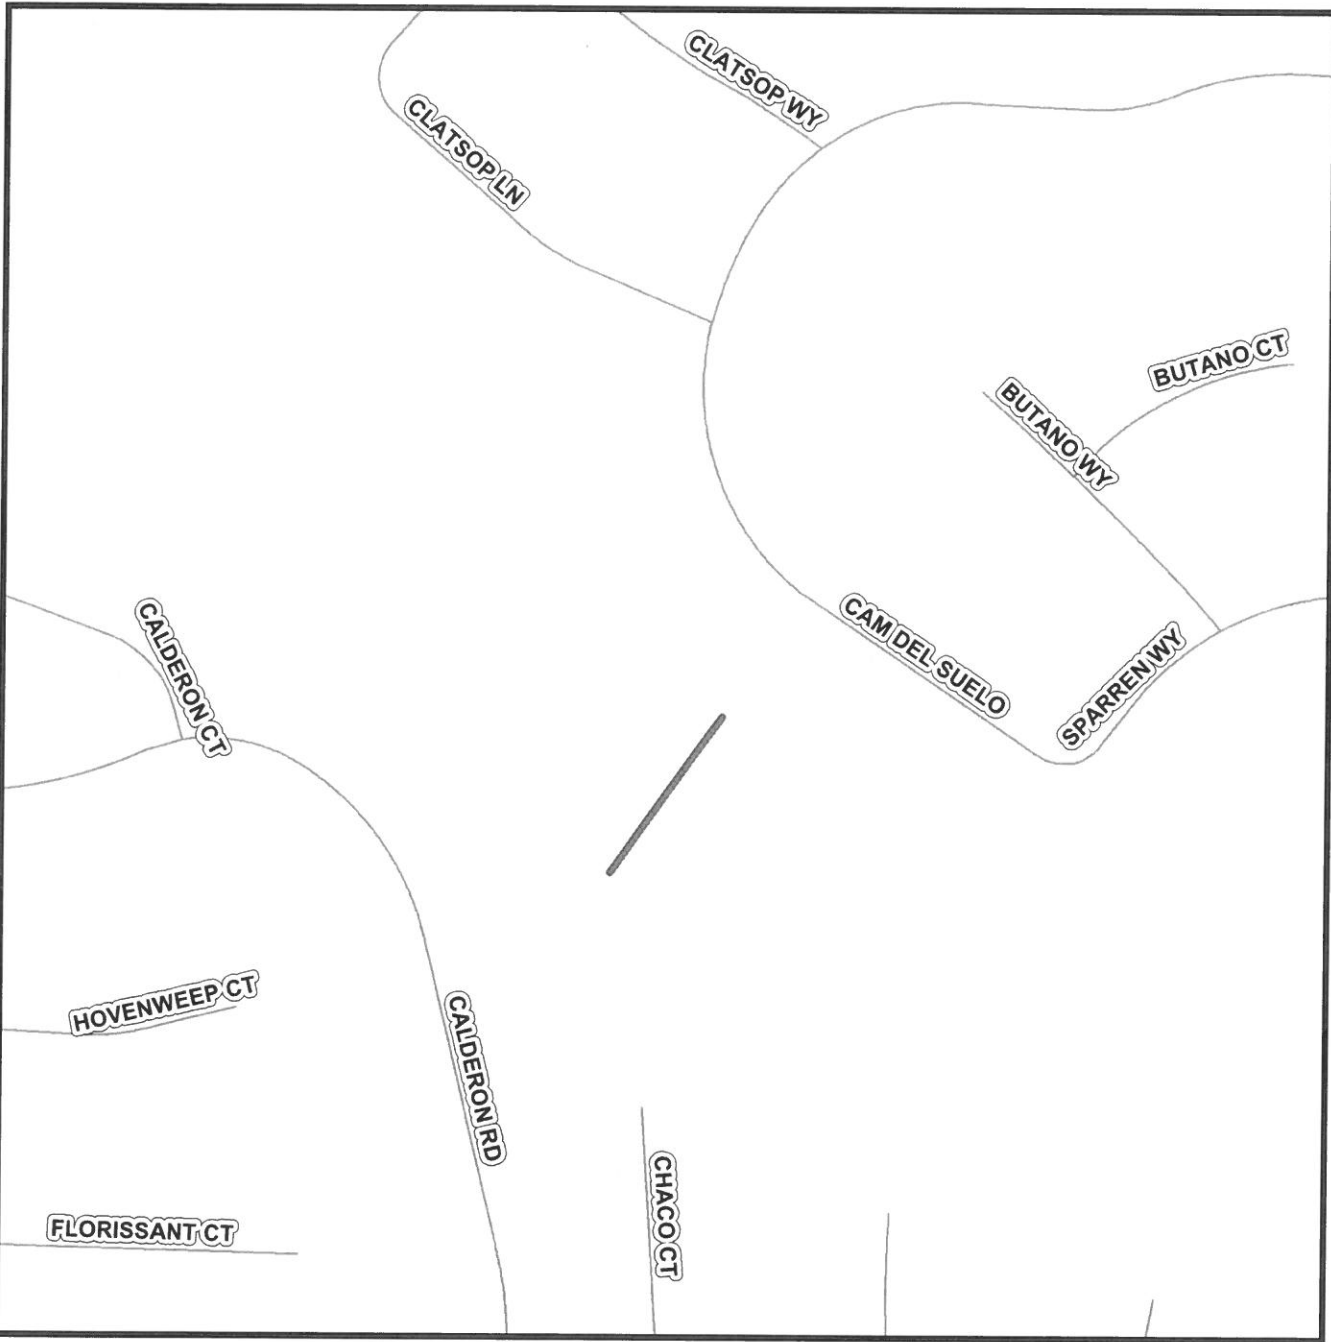 CLATSOP WY
CLATSOP LN
BUTANO CT
BUTANO WY
CALDERON CT
CAM DEL SUELO
SPARREN WY
HOVENWEEP CT
CALDERON RD
CHACO CT
FLORISSANT CT